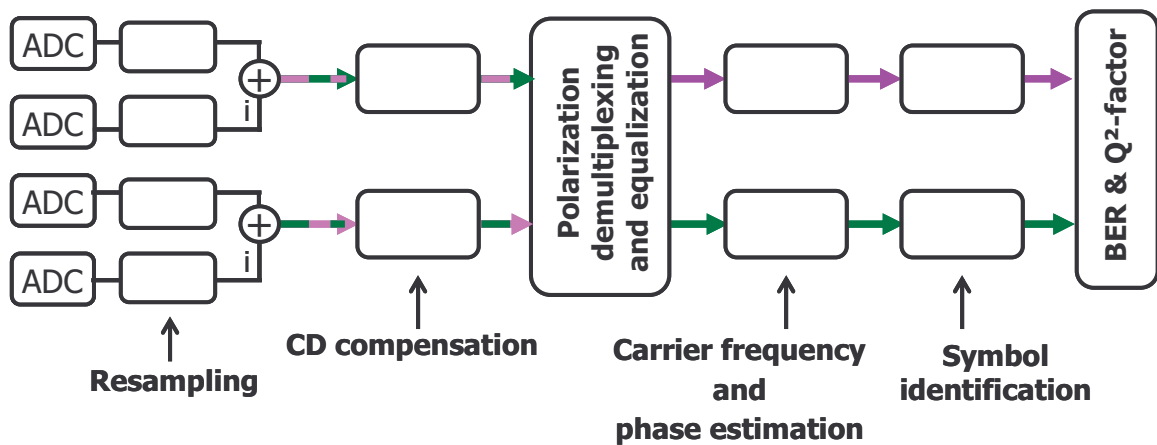 ADC
+
ADC
i
ADC
+
ADC
i
Polarization
demultiplexing
and equalization
BER & Q²-factor
Resampling
CD compensation
Carrier frequency
and
phase estimation
Symbol
identification